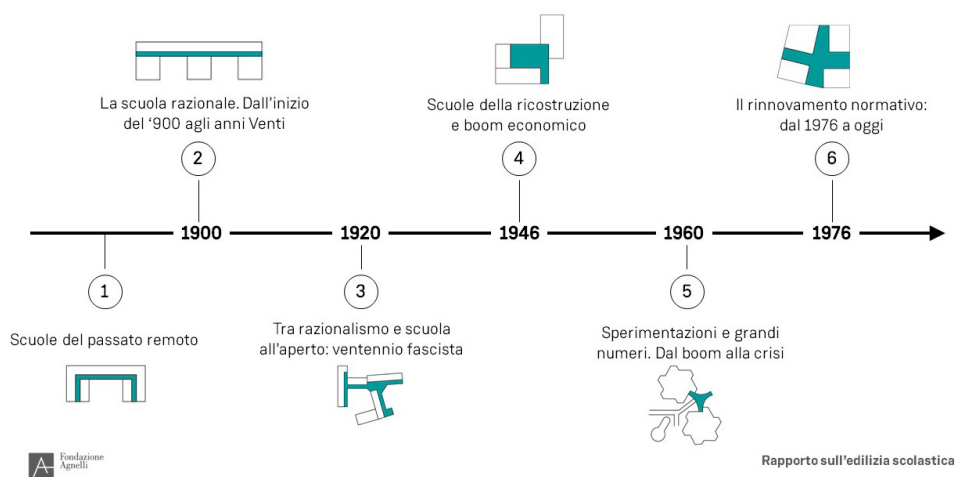 La scuola razionale. Dall'inizio
del '900 agli anni Venti
2
Scuole della ricostruzione
e boom economico
4
Il rinnovamento normativo:
dal 1976 a oggi
6
1900
1920
1946
1960
1976
1
Scuole del passato remoto
3
Tra razionalismo e scuola
all'aperto: ventennio fascista
5
Sperimentazioni e grandi
numeri. Dal boom alla crisi
A
Fondazione
Agnelli
Rapporto sull'edilizia scolastica